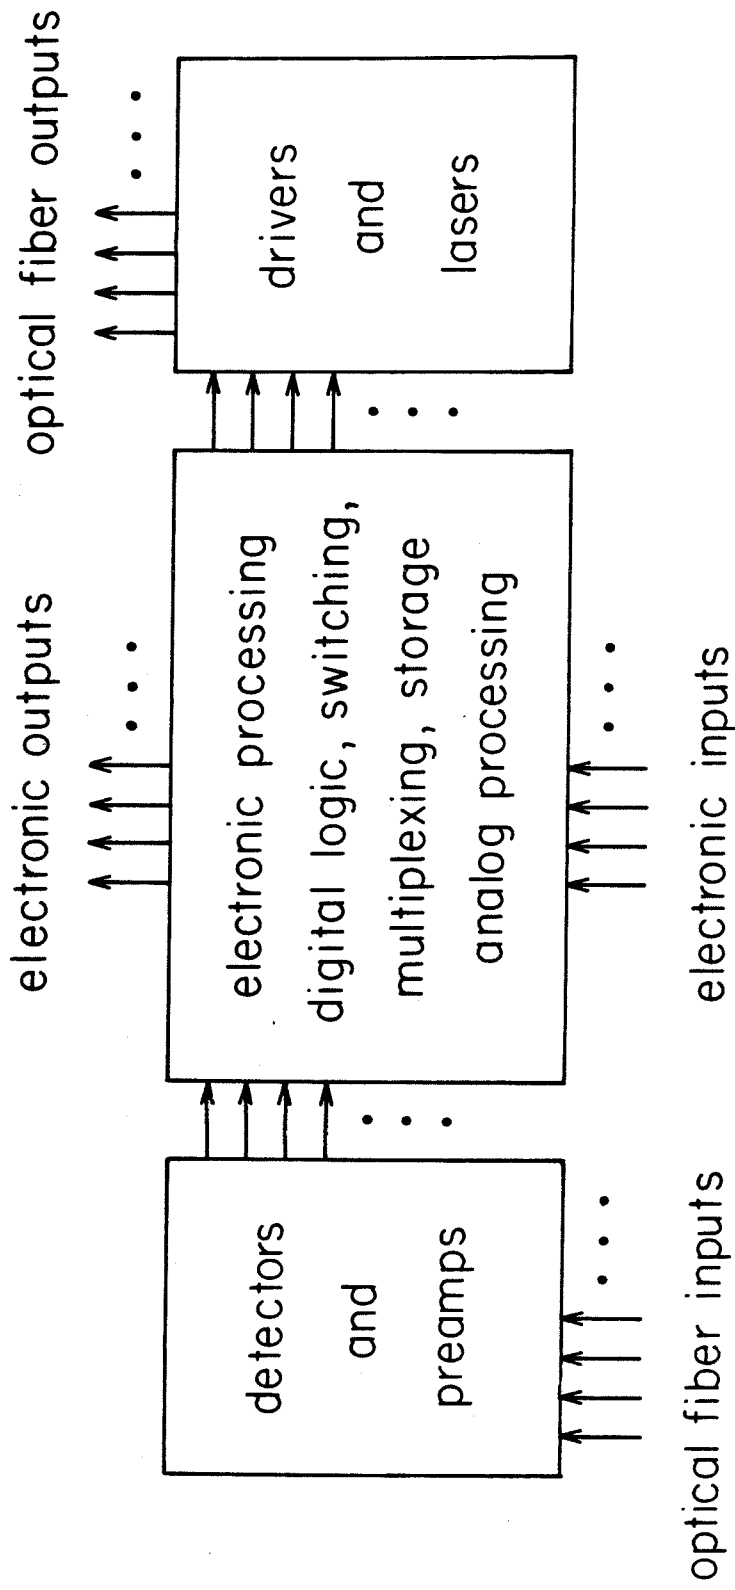 electronic outputs
optical fiber outputs
detectors
and
preamps
electronic processing
digital logic, switching,
multiplexing, storage
analog processing
drivers
and
lasers
optical fiber inputs
electronic inputs